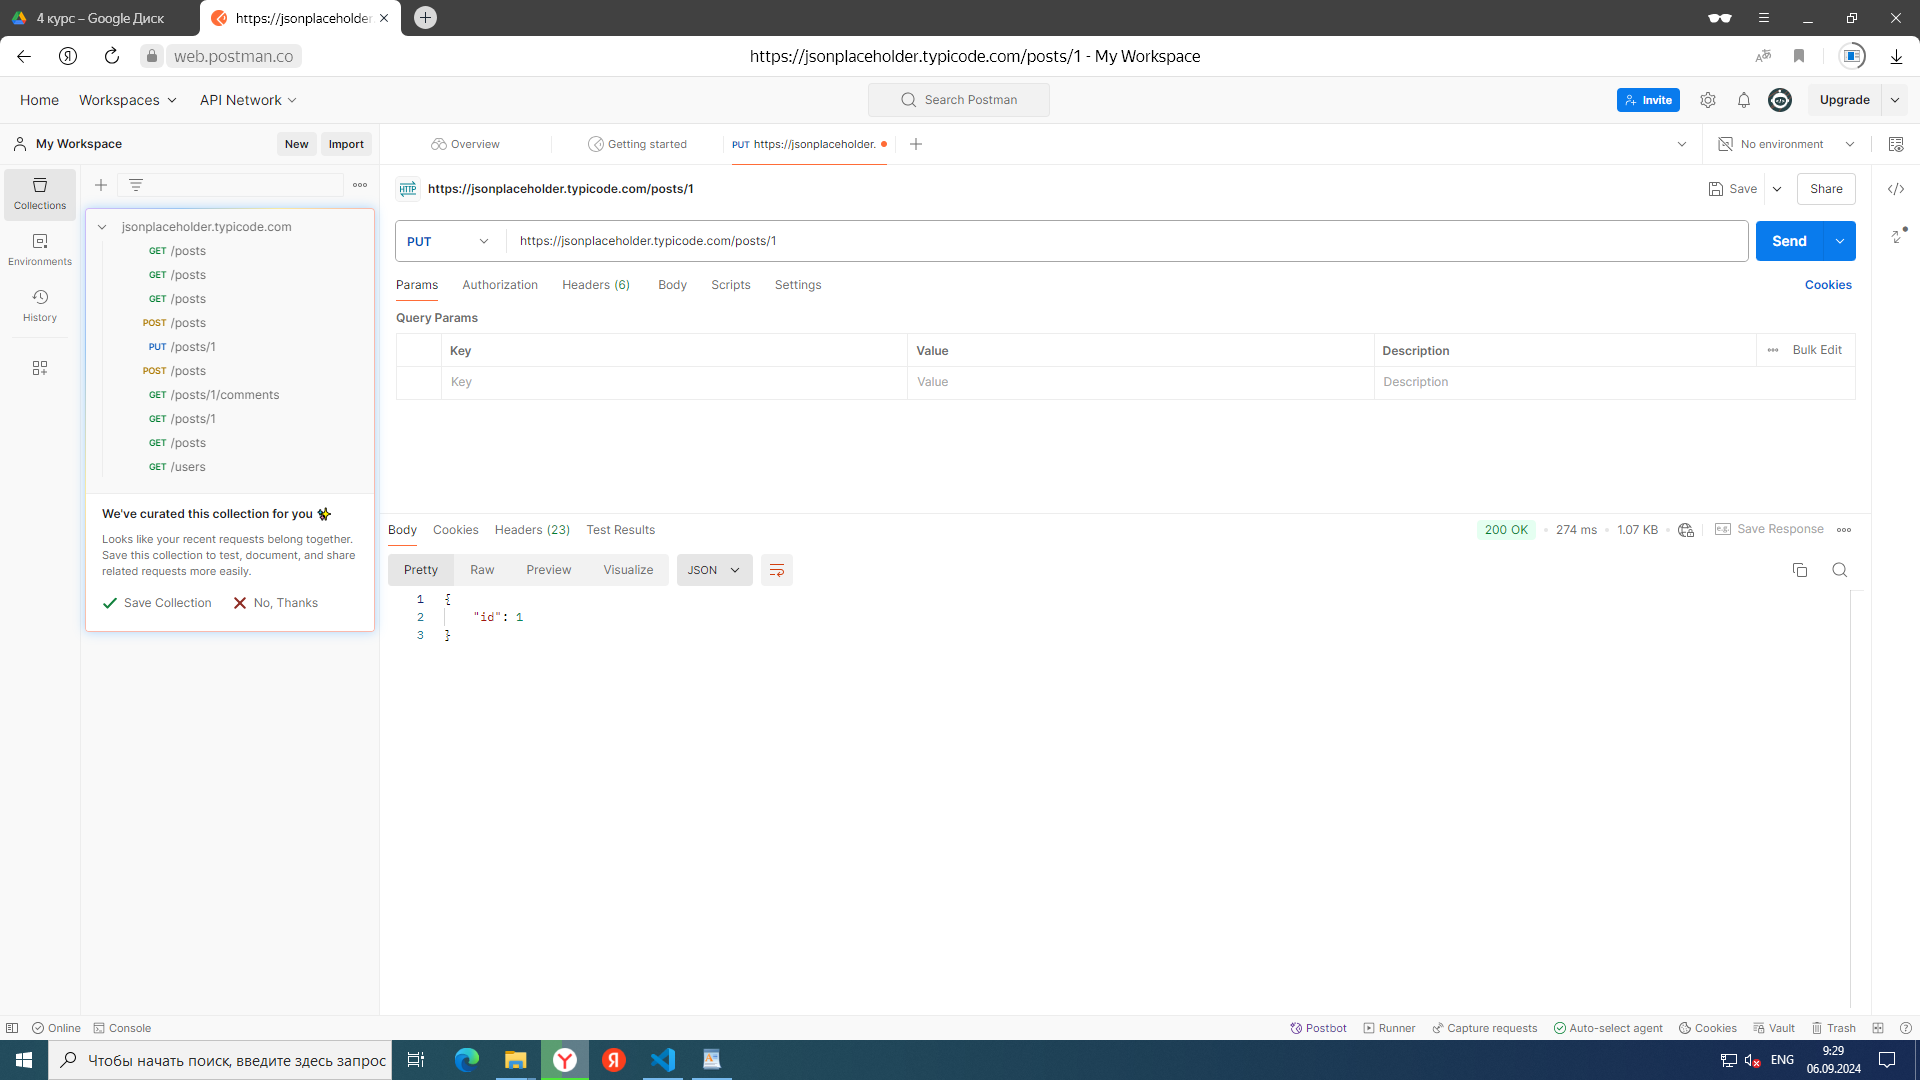 4 курс – Google Диск
https://jsonplaceholder
web.postman.co
https://jsonplaceholder.typicode.com/posts/1 - My Workspace
Home
Workspaces
API Network
Search Postman
Invite
Upgrade
My Workspace
New
Import
Overview
Getting started
PUT https://jsonplaceholder.
No environment
Collections
Environments
History
jsonplaceholder.typicode.com
GET /posts
GET /posts
GET /posts
POST /posts
PUT /posts/1
POST /posts
GET /posts/1/comments
GET /posts/1
GET /posts
GET /users
We've curated this collection for you
Looks like your recent requests belong together.
Save this collection to test, document, and share
related requests more easily.
Save Collection
No, Thanks
HTTP
https://jsonplaceholder.typicode.com/posts/1
Save
Share
PUT
https://jsonplaceholder.typicode.com/posts/1
Send
Params
Authorization
Headers (6)
Body
Scripts
Settings
Cookies
Query Params
Key
Value
Description
Bulk Edit
Key
Value
Description
Body
Cookies
Headers (23)
Test Results
200 OK
274 ms
1.07 KB
e.g.
Save Response
Pretty
Raw
Preview
Visualize
JSON
1 {
2 "id": 1
3 }
Online
Console
Postbot
Runner
Capture requests
Auto-select agent
Cookies
Vault
Trash
Чтобы начать поиск, введите здесь запрос
ENG
9:29
06.09.2024